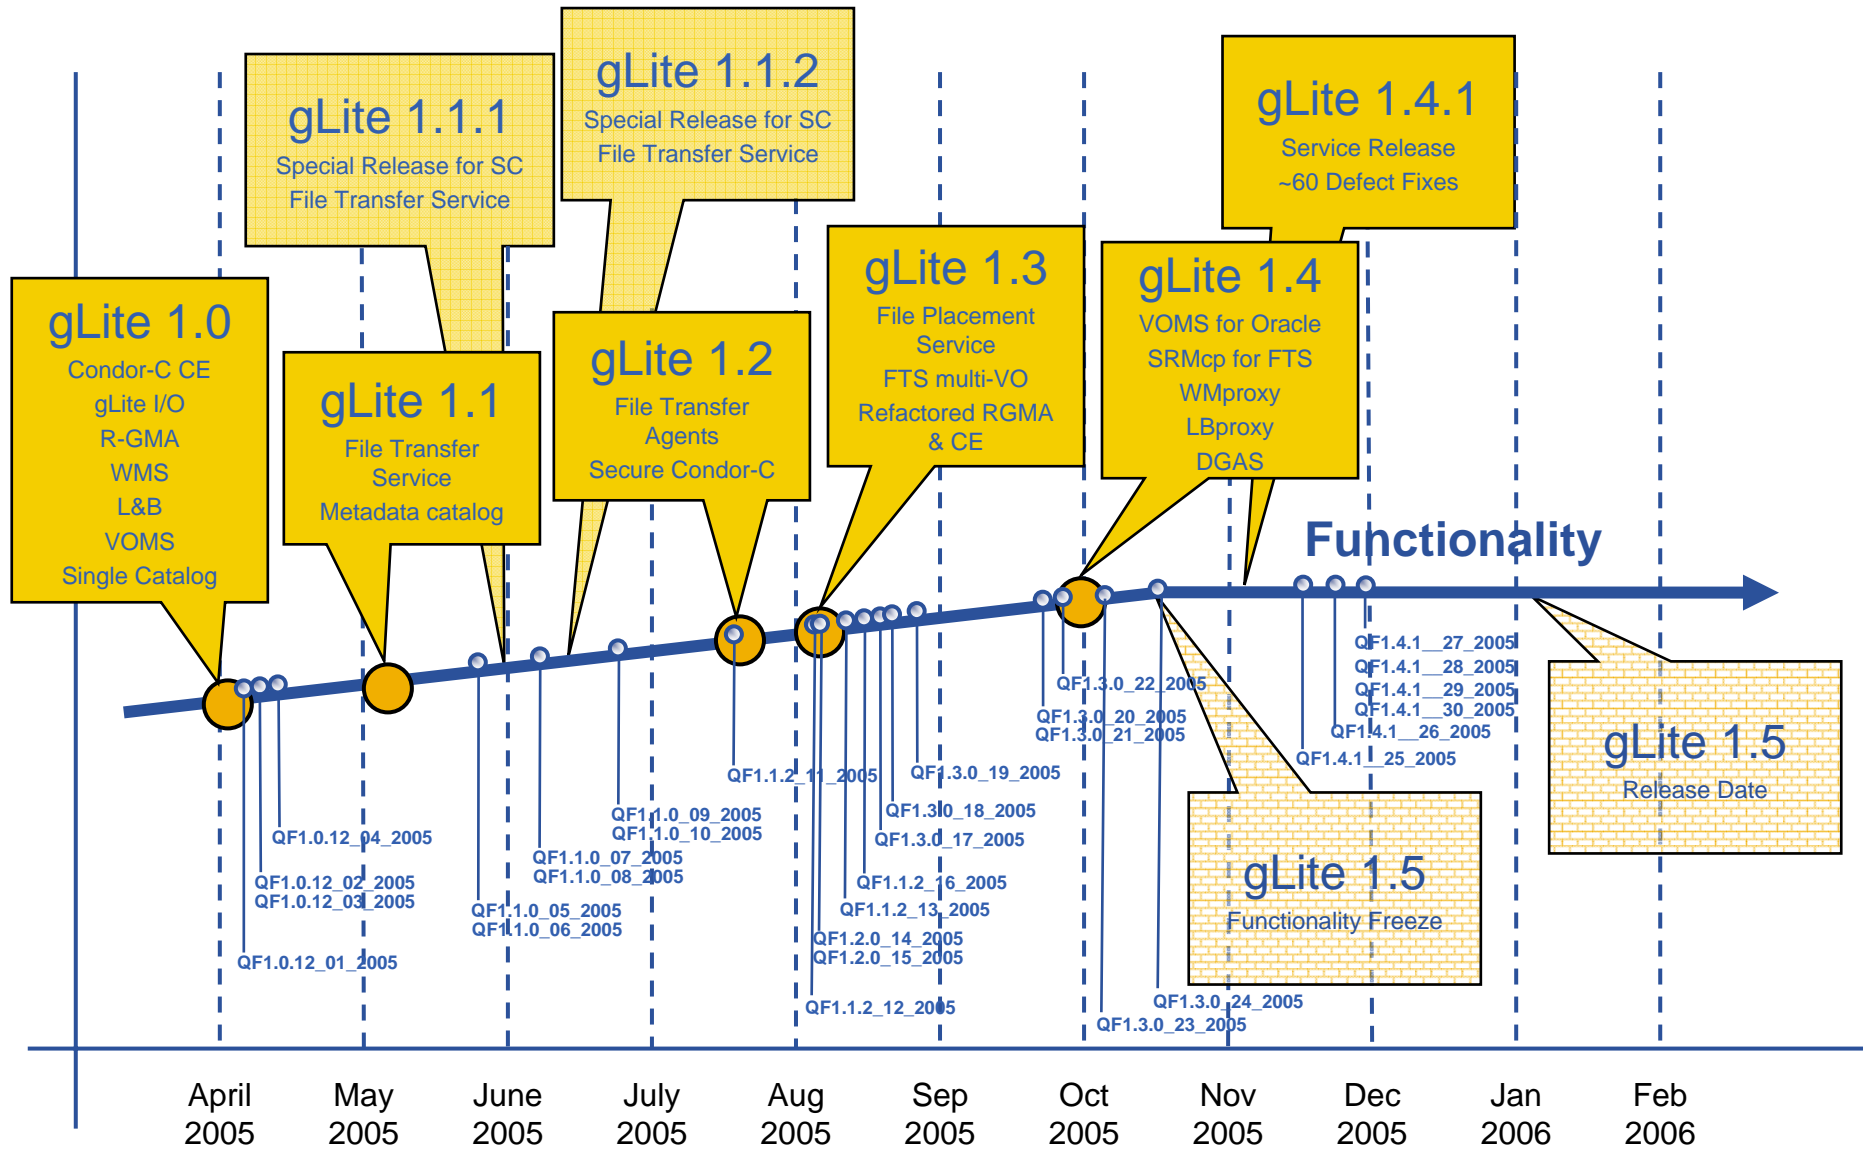 gLite 1.0
Condor-C CE
gLite I/O
R-GMA
WMS
L&B
VOMS
Single Catalog
gLite 1.1.1
Special Release for SC
File Transfer Service
gLite 1.1
File Transfer
Service
Metadata catalog
gLite 1.1.2
Special Release for SC
File Transfer Service
gLite 1.2
File Transfer
Agents
Secure Condor-C
gLite 1.3
File Placement
Service
FTS multi-VO
Refactored RGMA
& CE
gLite 1.4
VOMS for Oracle
SRMcp for FTS
WMproxy
LBproxy
DGAS
gLite 1.4.1
Service Release
~60 Defect Fixes
Functionality
QF1.0.12_04_2005
QF1.0.12_02_2005
QF1.0.12_03_2005
QF1.0.12_01_2005
QF1.1.0_05_2005
QF1.1.0_06_2005
QF1.1.0_07_2005
QF1.1.0_08_2005
QF1.1.0_09_2005
QF1.1.0_10_2005
QF1.1.2_11_2005
QF1.1.2_12_2005
QF1.2.0_14_2005
QF1.2.0_15_2005
QF1.1.2_13_2005
QF1.1.2_16_2005
QF1.3.0_17_2005
QF1.3.0_18_2005
QF1.3.0_19_2005
QF1.3.0_22_2005
QF1.3.0_20_2005
QF1.3.0_21_2005
QF1.3.0_24_2005
QF1.3.0_23_2005
QF1.4.1__27_2005
QF1.4.1__28_2005
QF1.4.1__29_2005
QF1.4.1__30_2005
QF1.4.1__26_2005
QF1.4.1__25_2005
gLite 1.5
Functionality Freeze
gLite 1.5
Release Date
April May June July Aug Sep Oct Nov Dec Jan Feb
2005 2005 2005 2005 2005 2005 2005 2005 2005 2006 2006